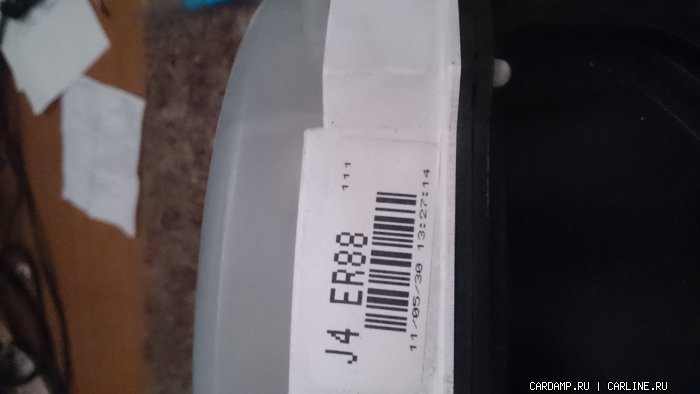 111
J4 ER88
11/05/30 13:27:14
CARDAMP.RU | CARLINE.RU